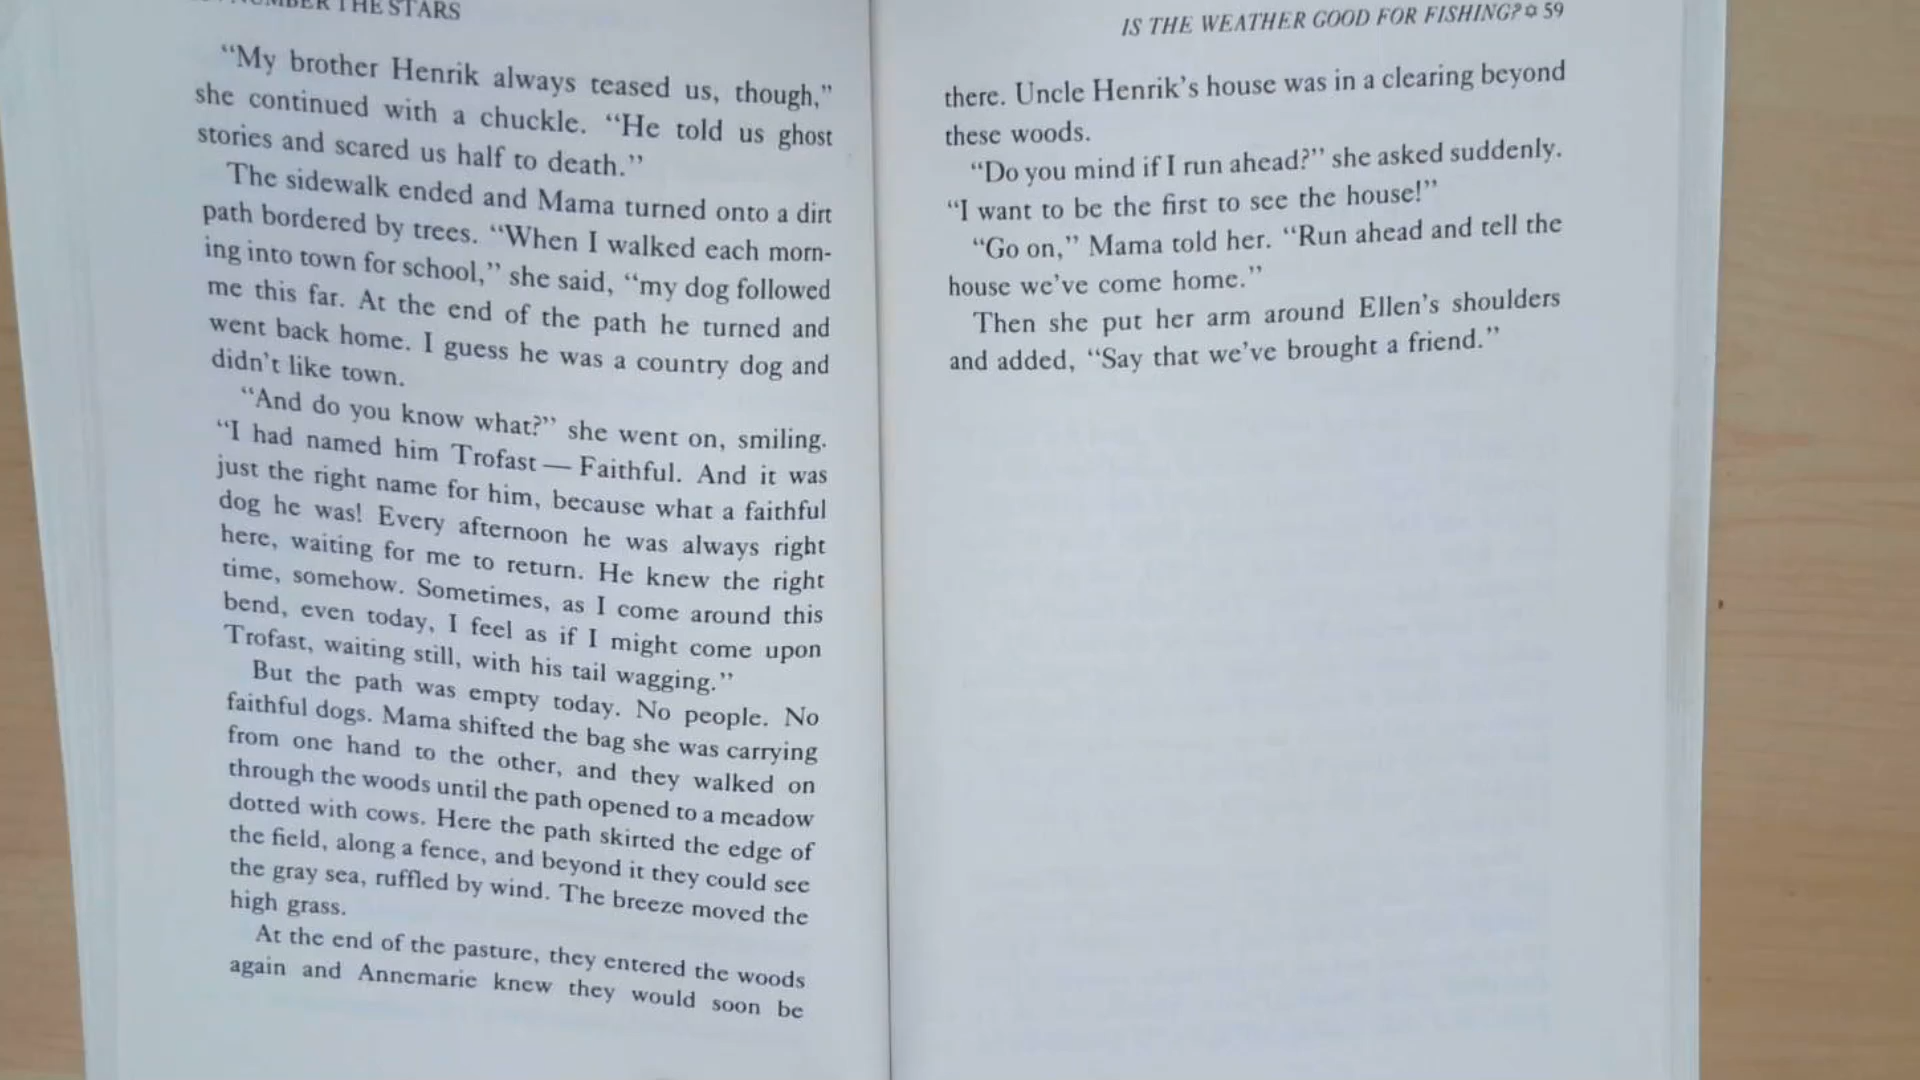 NUMBER THE STARS
“My brother Henrik always teased us, though,”
she continued with a chuckle. “He told us ghost
stories and scared us half to death.”
The sidewalk ended and Mama turned onto a dirt
path bordered by trees. “When I walked each morn-
ing into town for school,” she said, “my dog followed
me this far. At the end of the path he turned and
went back home. I guess he was a country dog and
didn’t like town.
“And do you know what?” she went on, smiling.
“I had named him Trofast — Faithful. And it was
just the right name for him, because what a faithful
dog he was! Every afternoon he was always right
here, waiting for me to return. He knew the right
time, somehow. Sometimes, as I come around this
bend, even today, I feel as if I might come upon
Trofast, waiting still, with his tail wagging.”
But the path was empty today. No people. No
faithful dogs. Mama shifted the bag she was carrying
from one hand to the other, and they walked on
through the woods until the path opened to a meadow
dotted with cows. Here the path skirted the edge of
the field, along a fence, and beyond it they could see
the gray sea, ruffled by wind. The breeze moved the
high grass.
At the end of the pasture, they entered the woods
again and Annemarie knew they would soon be
IS THE WEATHER GOOD FOR FISHING? ✡ 59
there. Uncle Henrik’s house was in a clearing beyond
these woods.
“Do you mind if I run ahead?” she asked suddenly.
“I want to be the first to see the house!”
“Go on,” Mama told her. “Run ahead and tell the
house we’ve come home.”
Then she put her arm around Ellen’s shoulders
and added, “Say that we’ve brought a friend.”